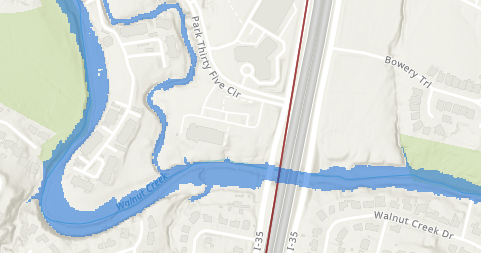 Park Thirty Five Cir
Bowery Trl
Walnut Creek
Walnut Creek Dr
I-35
I-35